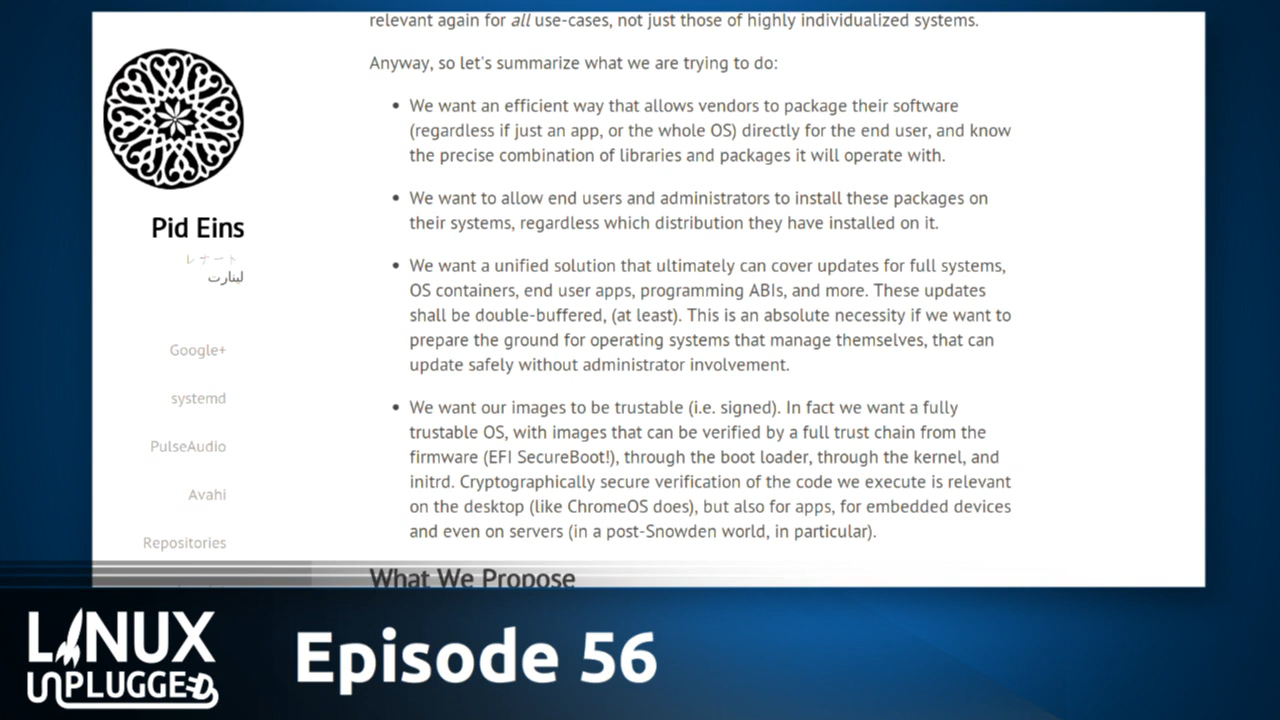 relevant again for all use-cases, not just those of highly individualized systems.
Anyway, so let's summarize what we are trying to do:
• We want an efficient way that allows vendors to package their software
(regardless if just an app, or the whole OS) directly for the end user, and know
the precise combination of libraries and packages it will operate with.
• We want to allow end users and administrators to install these packages on
their systems, regardless which distribution they have installed on it.
• We want a unified solution that ultimately can cover updates for full systems,
OS containers, end user apps, programming ABIs, and more. These updates
shall be double-buffered, (at least). This is an absolute necessity if we want to
prepare the ground for operating systems that manage themselves, that can
update safely without administrator involvement.
• We want our images to be trustable (i.e. signed). In fact we want a fully
trustable OS, with images that can be verified by a full trust chain from the
firmware (EFI SecureBoot!), through the boot loader, through the kernel, and
initrd. Cryptographically secure verification of the code we execute is relevant
on the desktop (like ChromeOS does), but also for apps, for embedded devices
and even on servers (in a post-Snowden world, in particular).
What We Propose
Pid Eins
レナート
لينارت
Google+
systemd
PulseAudio
Avahi
Repositories
LINUX
UNPLUGGED
Episode 56